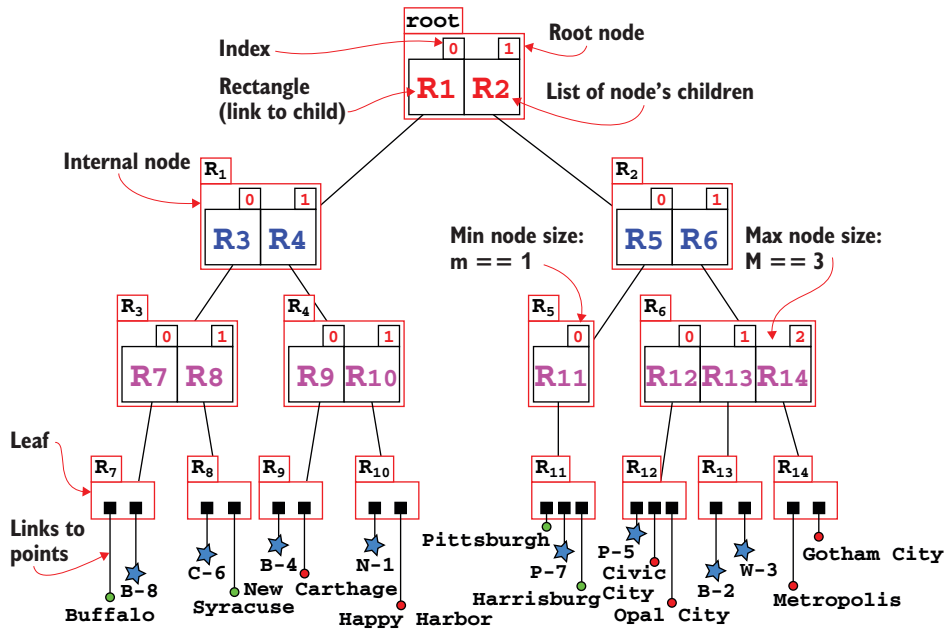 root
Index
0 1
Root node
Rectangle
(link to child)
R1 R2
List of node's children
Internal node
R1
0 1
R3 R4
R2
0 1
R5 R6
Min node size:
m == 1
Max node size:
M == 3
R3
0 1
R7 R8
R4
0 1
R9 R10
R5
0
R11
R6
0 1 2
R12 R13 R14
Leaf
R7
R8
R9
R10
R11
R12
R13
R14
Links to
points
Buffalo
B-8
C-6
New
Syracuse
B-4
Carthage
N-1
Happy Harbor
Pittsburgh
P-7
Harrisburg
P-5
Civic
City
Opal City
B-2
W-3
Metropolis
Gotham City